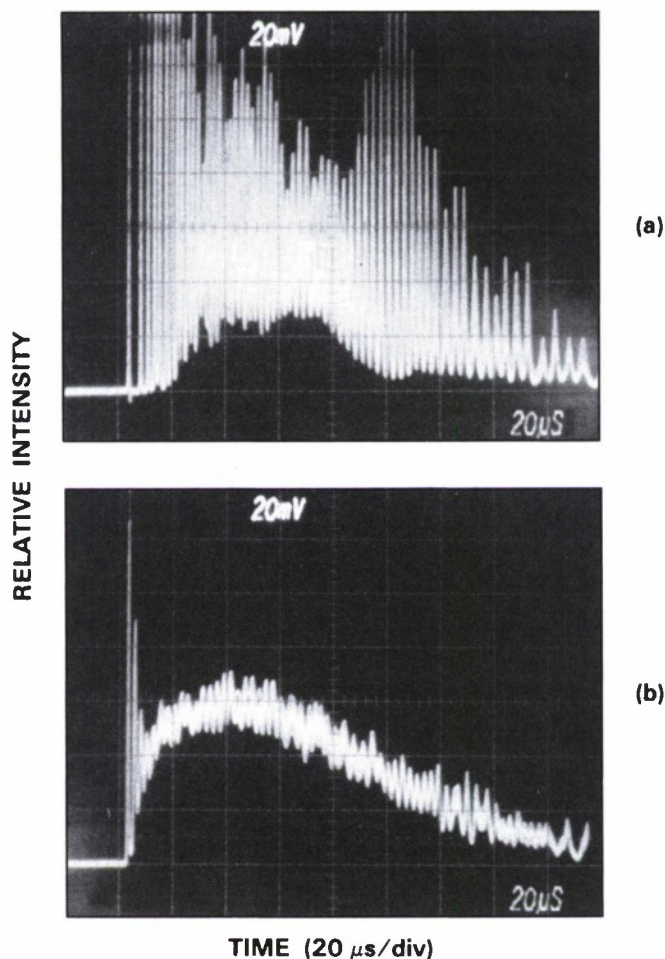 20mV
(a)
20µS
RELATIVE INTENSITY
20mV
(b)
20µS
TIME (20 µs/div)